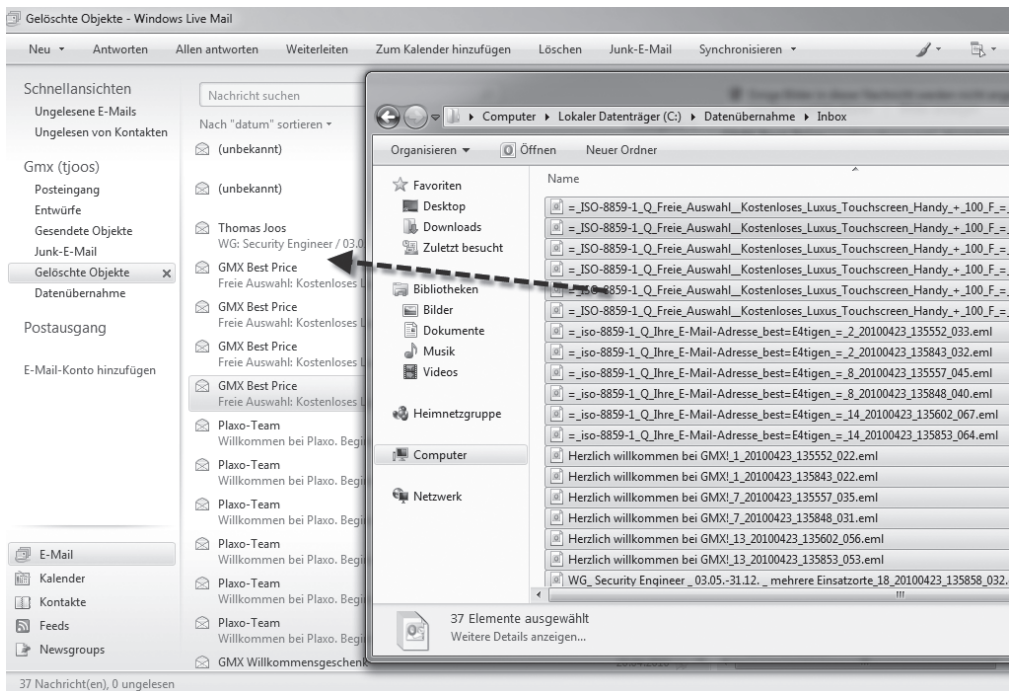 Gelöschte Objekte - Windows Live Mail
Neu Antworten Allen antworten Weiterleiten Zum Kalender hinzufügen Löschen Junk-E-Mail Synchronisieren
Schnellansichten
Ungelesene E-Mails
Ungelesen von Kontakten
Gmx (tjoos)
Posteingang
Entwürfe
Gesendete Objekte
Junk-E-Mail
Gelöschte Objekte
Datenübernahme
Postausgang
E-Mail-Konto hinzufügen
E-Mail
Kalender
Kontakte
Feeds
Newsgroups
37 Nachricht(en), 0 ungelesen
Nachricht suchen
Nach "datum" sortieren
(unbekannt)
(unbekannt)
Thomas Joos
WG: Security Engineer / 03.0
GMX Best Price
Freie Auswahl: Kostenloses L
GMX Best Price
Freie Auswahl: Kostenloses L
GMX Best Price
Freie Auswahl: Kostenloses L
GMX Best Price
Freie Auswahl: Kostenloses L
Plaxo-Team
Willkommen bei Plaxo. Begi
Plaxo-Team
Willkommen bei Plaxo. Begi
Plaxo-Team
Willkommen bei Plaxo. Begi
Plaxo-Team
Willkommen bei Plaxo. Begi
Plaxo-Team
Willkommen bei Plaxo. Begi
Plaxo-Team
Willkommen bei Plaxo. Begi
GMX Willkommensgeschenk
Computer Lokaler Datenträger (C:) Datenübernahme Inbox
Organisieren Öffnen Neuer Ordner
Favoriten
Desktop
Downloads
Zuletzt besucht
Bibliotheken
Bilder
Dokumente
Musik
Videos
Heimnetzgruppe
Computer
Netzwerk
Name
=_ISO-8859-1_Q_Freie_Auswahl__Kostenloses_Luxus_Touchscreen_Handy_+_100_F_=_
=_ISO-8859-1_Q_Freie_Auswahl__Kostenloses_Luxus_Touchscreen_Handy_+_100_F_=_
=_ISO-8859-1_Q_Freie_Auswahl__Kostenloses_Luxus_Touchscreen_Handy_+_100_F_=_
=_ISO-8859-1_Q_Freie_Auswahl__Kostenloses_Luxus_Touchscreen_Handy_+_100_F_=_
=_ISO-8859-1_Q_Freie_Auswahl__Kostenloses_Luxus_Touchscreen_Handy_+_100_F_=_
=_ISO-8859-1_Q_Freie_Auswahl__Kostenloses_Luxus_Touchscreen_Handy_+_100_F_=_
=_iso-8859-1_Q_Ihre_E-Mail-Adresse_best=E4tigen_=_2_20100423_135552_033.eml
=_iso-8859-1_Q_Ihre_E-Mail-Adresse_best=E4tigen_=_2_20100423_135843_032.eml
=_iso-8859-1_Q_Ihre_E-Mail-Adresse_best=E4tigen_=_8_20100423_135557_045.eml
=_iso-8859-1_Q_Ihre_E-Mail-Adresse_best=E4tigen_=_8_20100423_135848_040.eml
=_iso-8859-1_Q_Ihre_E-Mail-Adresse_best=E4tigen_=_14_20100423_135602_067.eml
=_iso-8859-1_Q_Ihre_E-Mail-Adresse_best=E4tigen_=_14_20100423_135853_064.eml
Herzlich willkommen bei GMX!_1_20100423_135552_022.eml
Herzlich willkommen bei GMX!_1_20100423_135843_022.eml
Herzlich willkommen bei GMX!_7_20100423_135557_035.eml
Herzlich willkommen bei GMX!_7_20100423_135848_031.eml
Herzlich willkommen bei GMX!_13_20100423_135602_056.eml
Herzlich willkommen bei GMX!_13_20100423_135853_053.eml
WG_ Security Engineer _ 03.05.-31.12. _ mehrere Einsatzorte_18_20100423_135858_032.
37 Elemente ausgewählt
Weitere Details anzeigen...